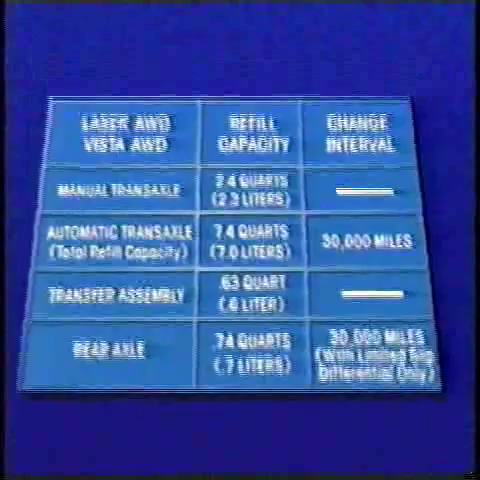 LASER AWD
VISTA AWD
REFILL
CAPACITY
CHANGE
INTERVAL
MANUAL TRANSAXLE
2.4 QUARTS
(2.3 LITERS)
AUTOMATIC TRANSAXLE
(Total Refill Capacity)
7.4 QUARTS
(7.0 LITERS)
30,000 MILES
TRANSFER ASSEMBLY
.63 QUART
(.6 LITER)
REAR AXLE
.74 QUARTS
(.7 LITERS)
30,000 MILES
(With Limited Slip
Differential Only)